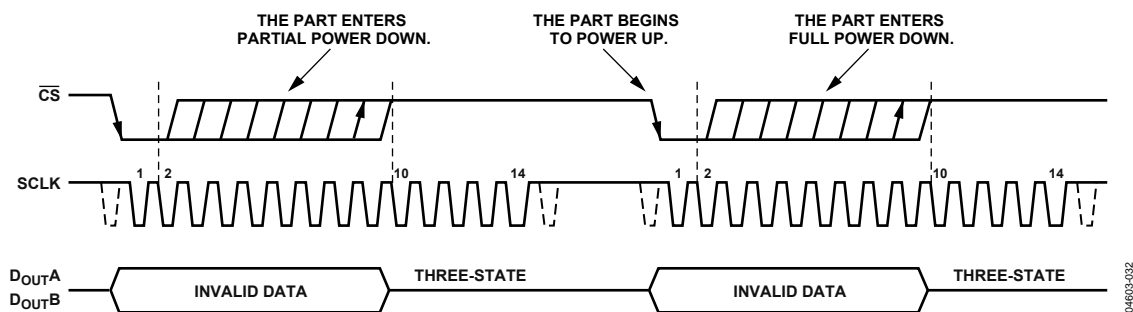 THE PART ENTERS
PARTIAL POWER DOWN.
THE PART BEGINS
TO POWER UP.
THE PART ENTERS
FULL POWER DOWN.
CS
SCLK
1 2 10 14 1 2 10 14
DOUTA
DOUTB
INVALID DATA THREE-STATE INVALID DATA THREE-STATE
04603-032